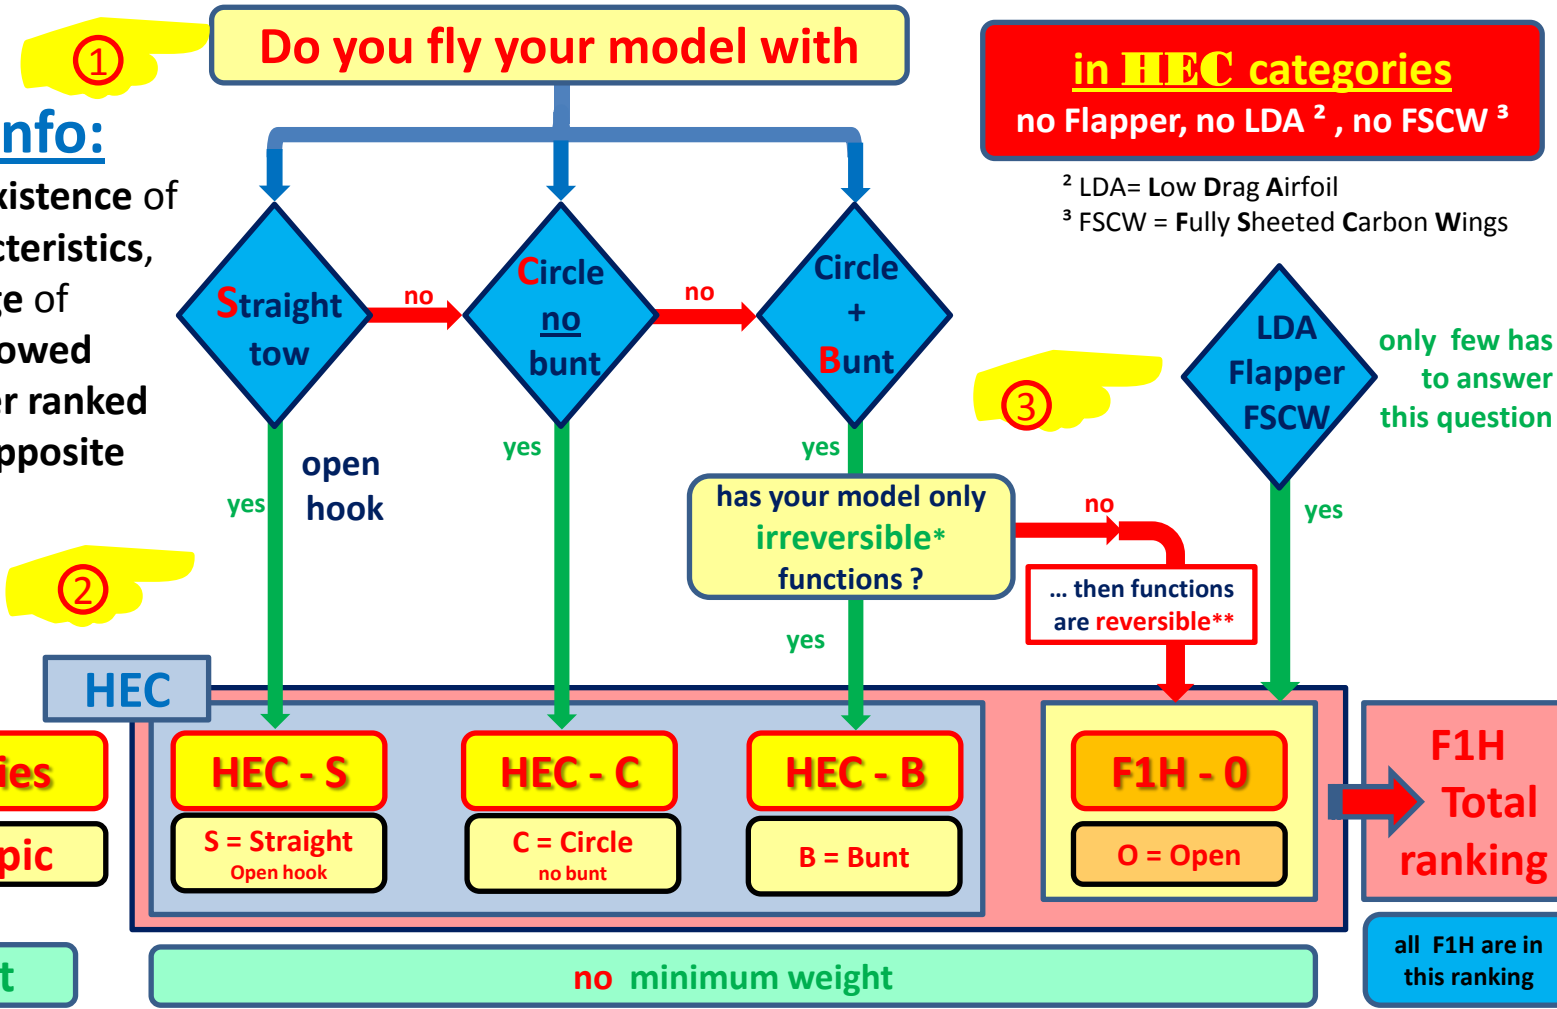 1
Do you fly your model with
in HEC categories
no Flapper, no LDA ² , no FSCW ³
² LDA= Low Drag Airfoil
³ FSCW = Fully Sheeted Carbon Wings
nfo:
xistence of
cteristics,
ge of
lowed
er ranked
pposite
Straight
tow
no
Circle
no
bunt
no
Circle
+
Bunt
3
LDA
Flapper
FSCW
only few has
to answer
this question
yes
open
hook
yes
yes
yes
has your model only
irreversible*
functions ?
no
... then functions
are reversible**
yes
2
HEC
ies
pic
HEC - S
S = Straight
Open hook
HEC - C
C = Circle
no bunt
HEC - B
B = Bunt
F1H - 0
O = Open
F1H
Total
ranking
t
no minimum weight
all F1H are in
this ranking